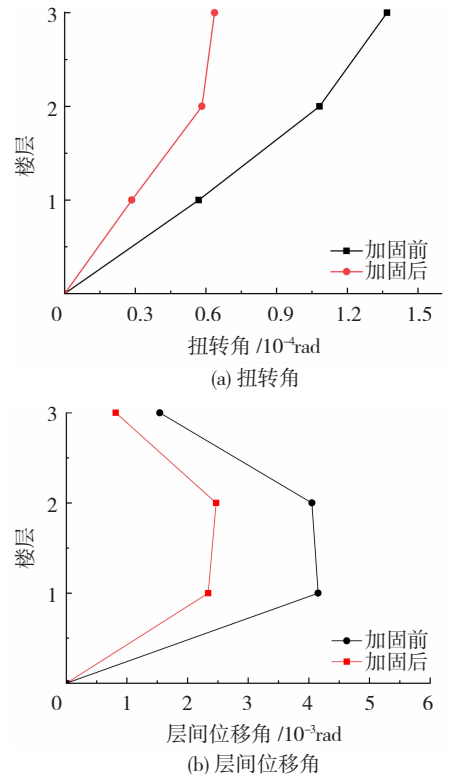 3
2
1
楼层
加固前
加固后
0 0.3 0.6 0.9 1.2 1.5
扭转角 /10⁻⁴rad
(a) 扭转角
3
2
1
楼层
加固前
加固后
0 1 2 3 4 5 6
层间位移角 /10⁻³rad
(b) 层间位移角